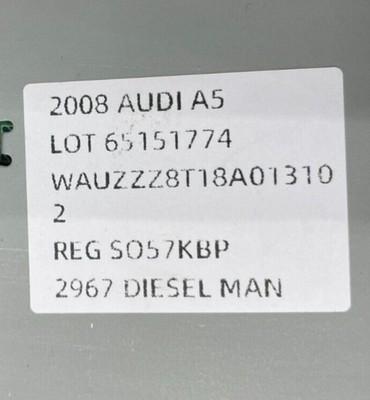 2008 AUDI A5
LOT 65151774
WAUZZZ8T18A01310
2
REG SO57KBP
2967 DIESEL MAN